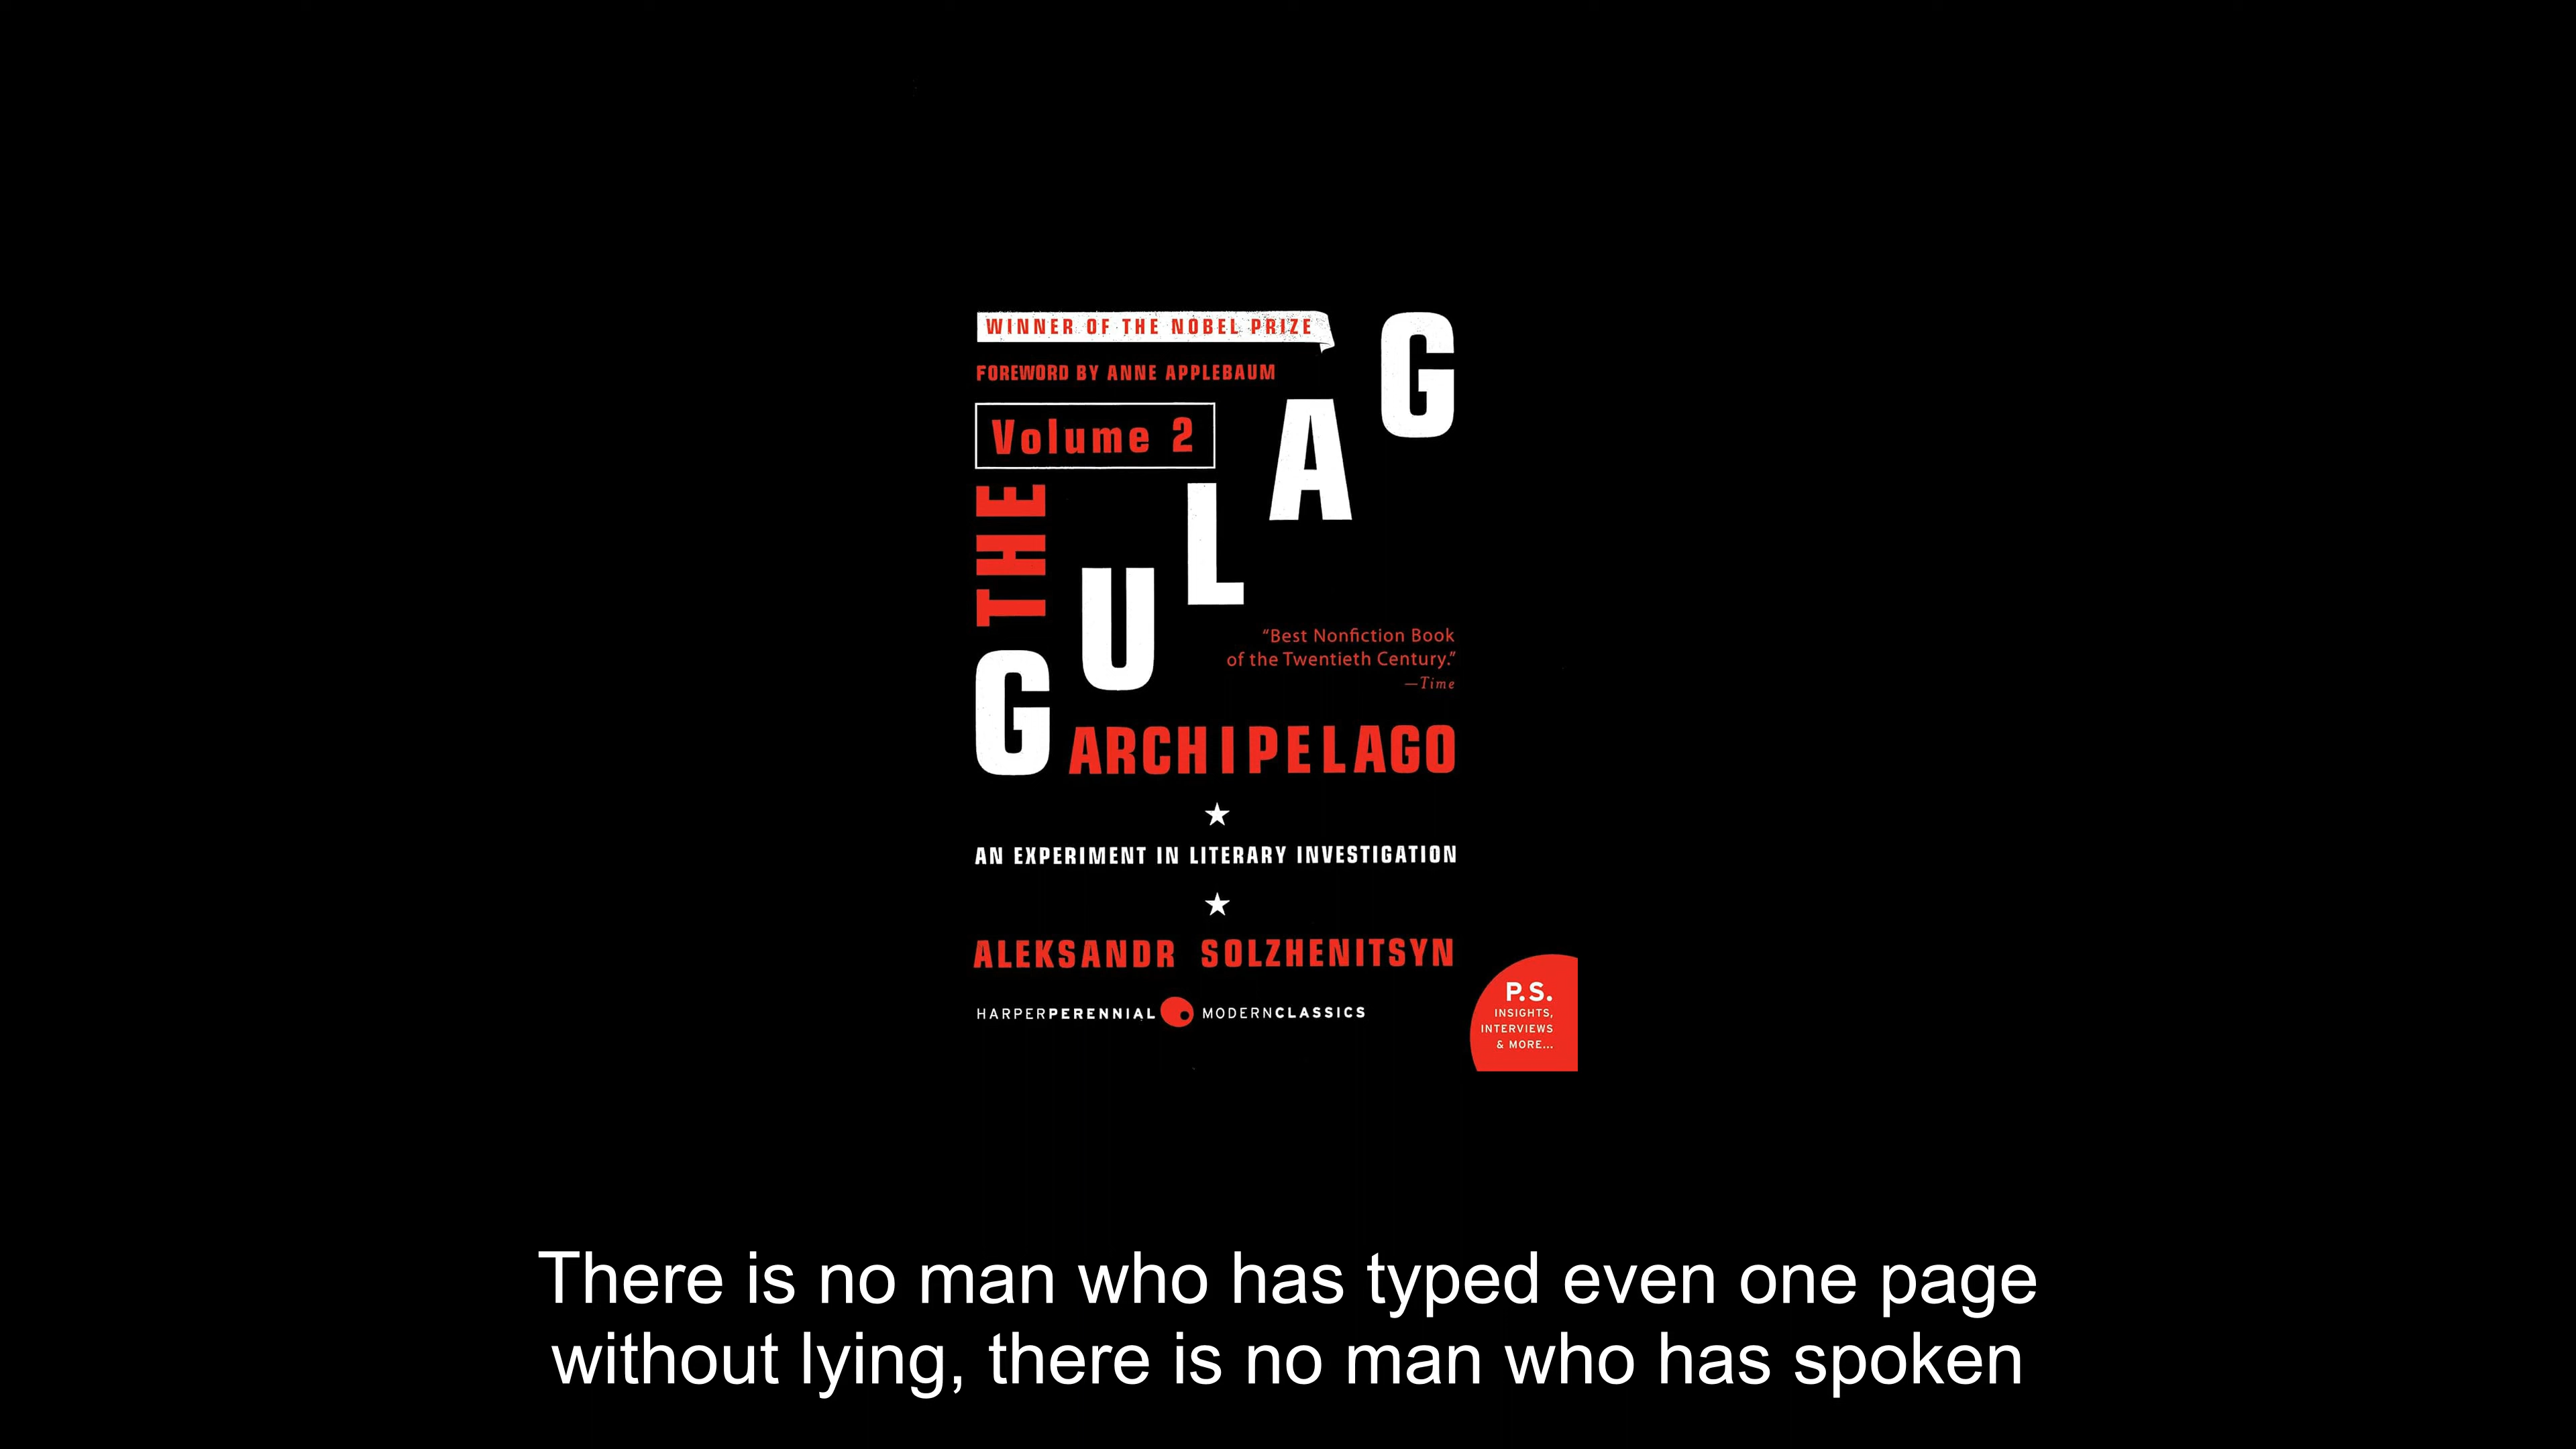 WINNER OF THE NOBEL PRIZE
FOREWORD BY ANNE APPLEBAUM
Volume 2
THE
GULAG
"Best Nonfiction Book
of the Twentieth Century."
—Time
ARCHIPELAGO
AN EXPERIMENT IN LITERARY INVESTIGATION
ALEKSANDR SOLZHENITSYN
HARPERPERENNIAL MODERNCLASSICS
P.S.
INSIGHTS,
INTERVIEWS
& MORE...
There is no man who has typed even one page
without lying, there is no man who has spoken